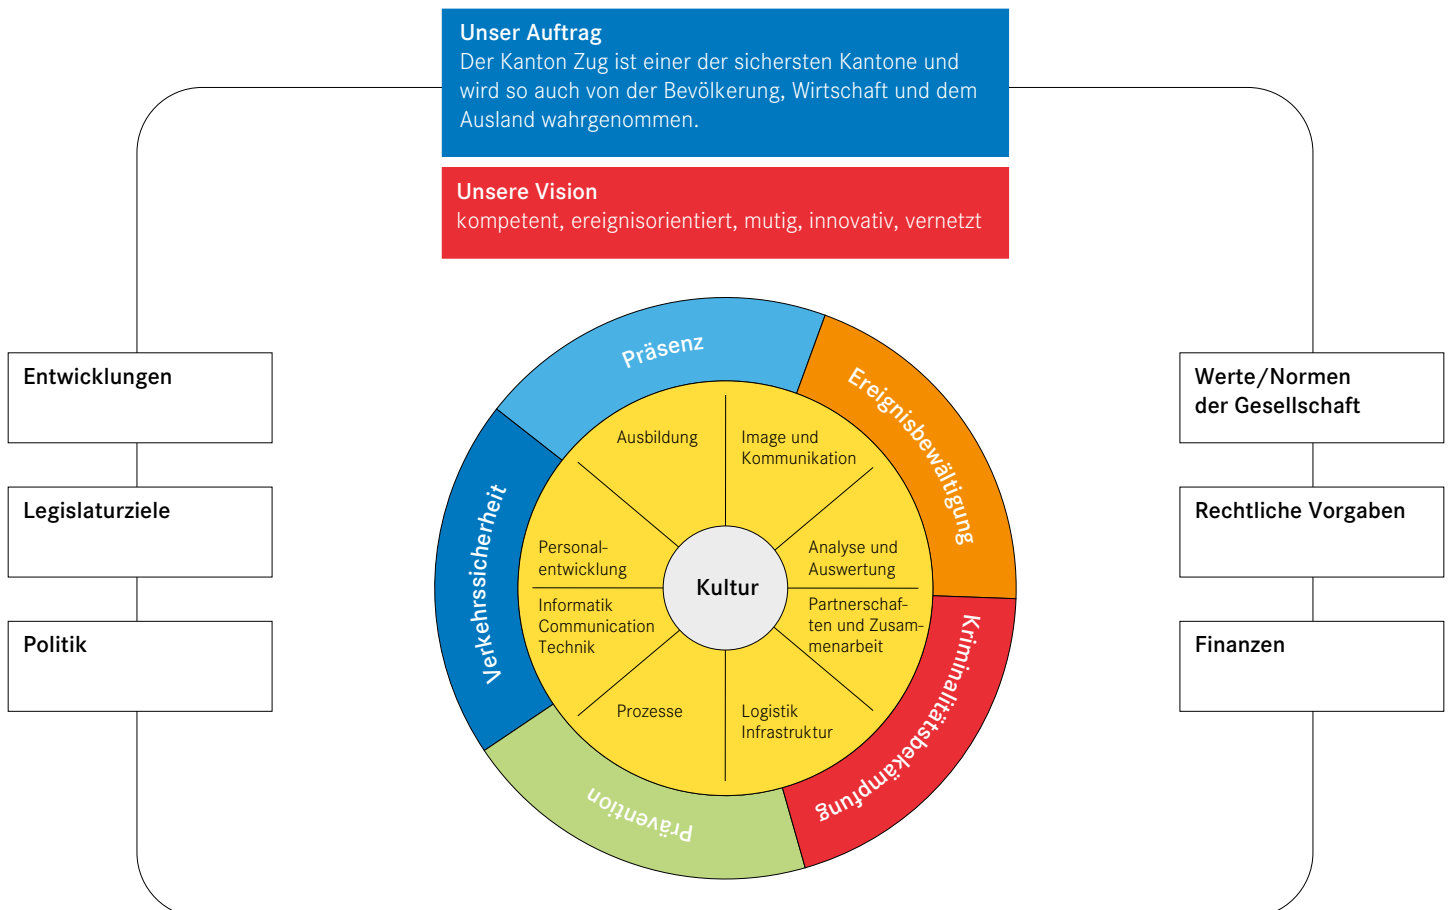 Unser Auftrag
Der Kanton Zug ist einer der sichersten Kantone und
wird so auch von der Bevölkerung, Wirtschaft und dem
Ausland wahrgenommen.
Unsere Vision
kompetent, ereignisorientiert, mutig, innovativ, vernetzt
Entwicklungen
Legislaturziele
Politik
Präsenz
Ereignisbewältigung
Kriminalitätsbekämpfung
Prävention
Verkehrssicherheit
Ausbildung
Image und
Kommunikation
Analyse und
Auswertung
Partnerschaf-
ten und Zusam-
menarbeit
Logistik
Infrastruktur
Prozesse
Informatik
Communication
Technik
Personal-
entwicklung
Kultur
Werte/Normen
der Gesellschaft
Rechtliche Vorgaben
Finanzen